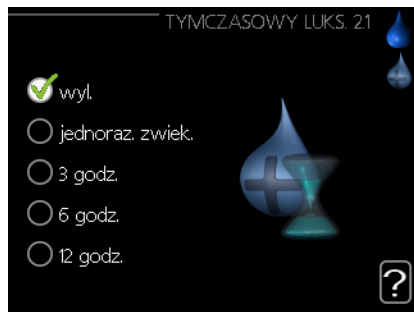 TYMCZASOWY LUKS. 2.1
wyl.
jednoraz. zwiek.
3 godz.
6 godz.
12 godz.
?